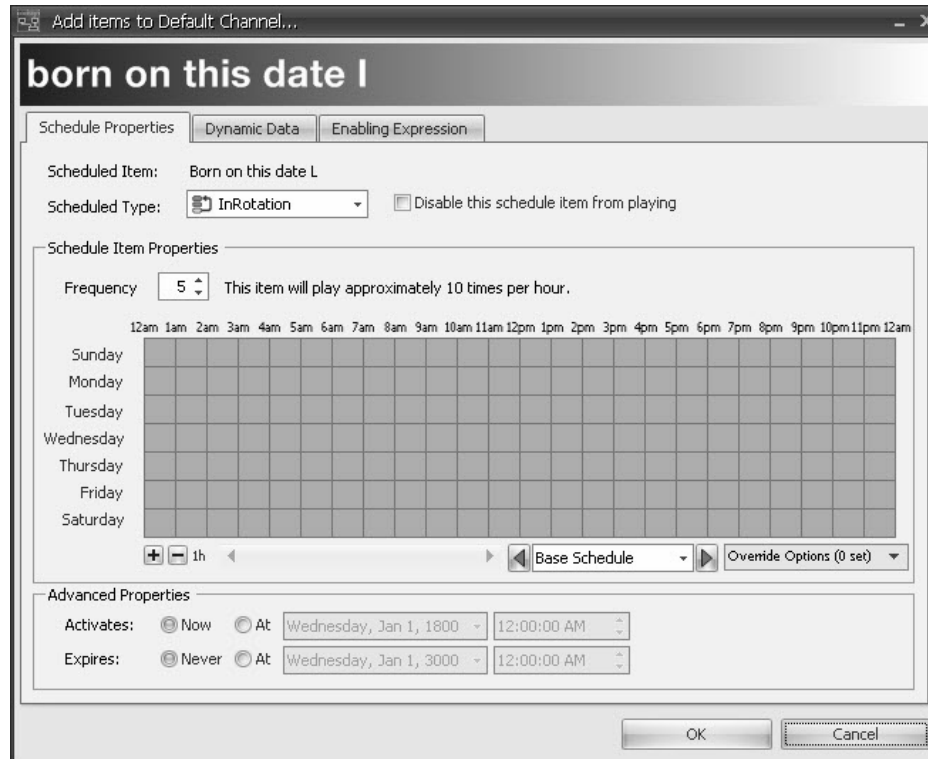 Add items to Default Channel...
born on this date l
Schedule Properties Dynamic Data Enabling Expression
Scheduled Item: Born on this date L
Scheduled Type: InRotation Disable this schedule item from playing
Schedule Item Properties
Frequency 5 This item will play approximately 10 times per hour.
12am 1am 2am 3am 4am 5am 6am 7am 8am 9am 10am 11am 12pm 1pm 2pm 3pm 4pm 5pm 6pm 7pm 8pm 9pm 10pm 11pm 12am
Sunday
Monday
Tuesday
Wednesday
Thursday
Friday
Saturday
1h Base Schedule Override Options (0 set)
Advanced Properties
Activates: Now At Wednesday, Jan 1, 1800 12:00:00 AM
Expires: Never At Wednesday, Jan 1, 3000 12:00:00 AM
OK Cancel